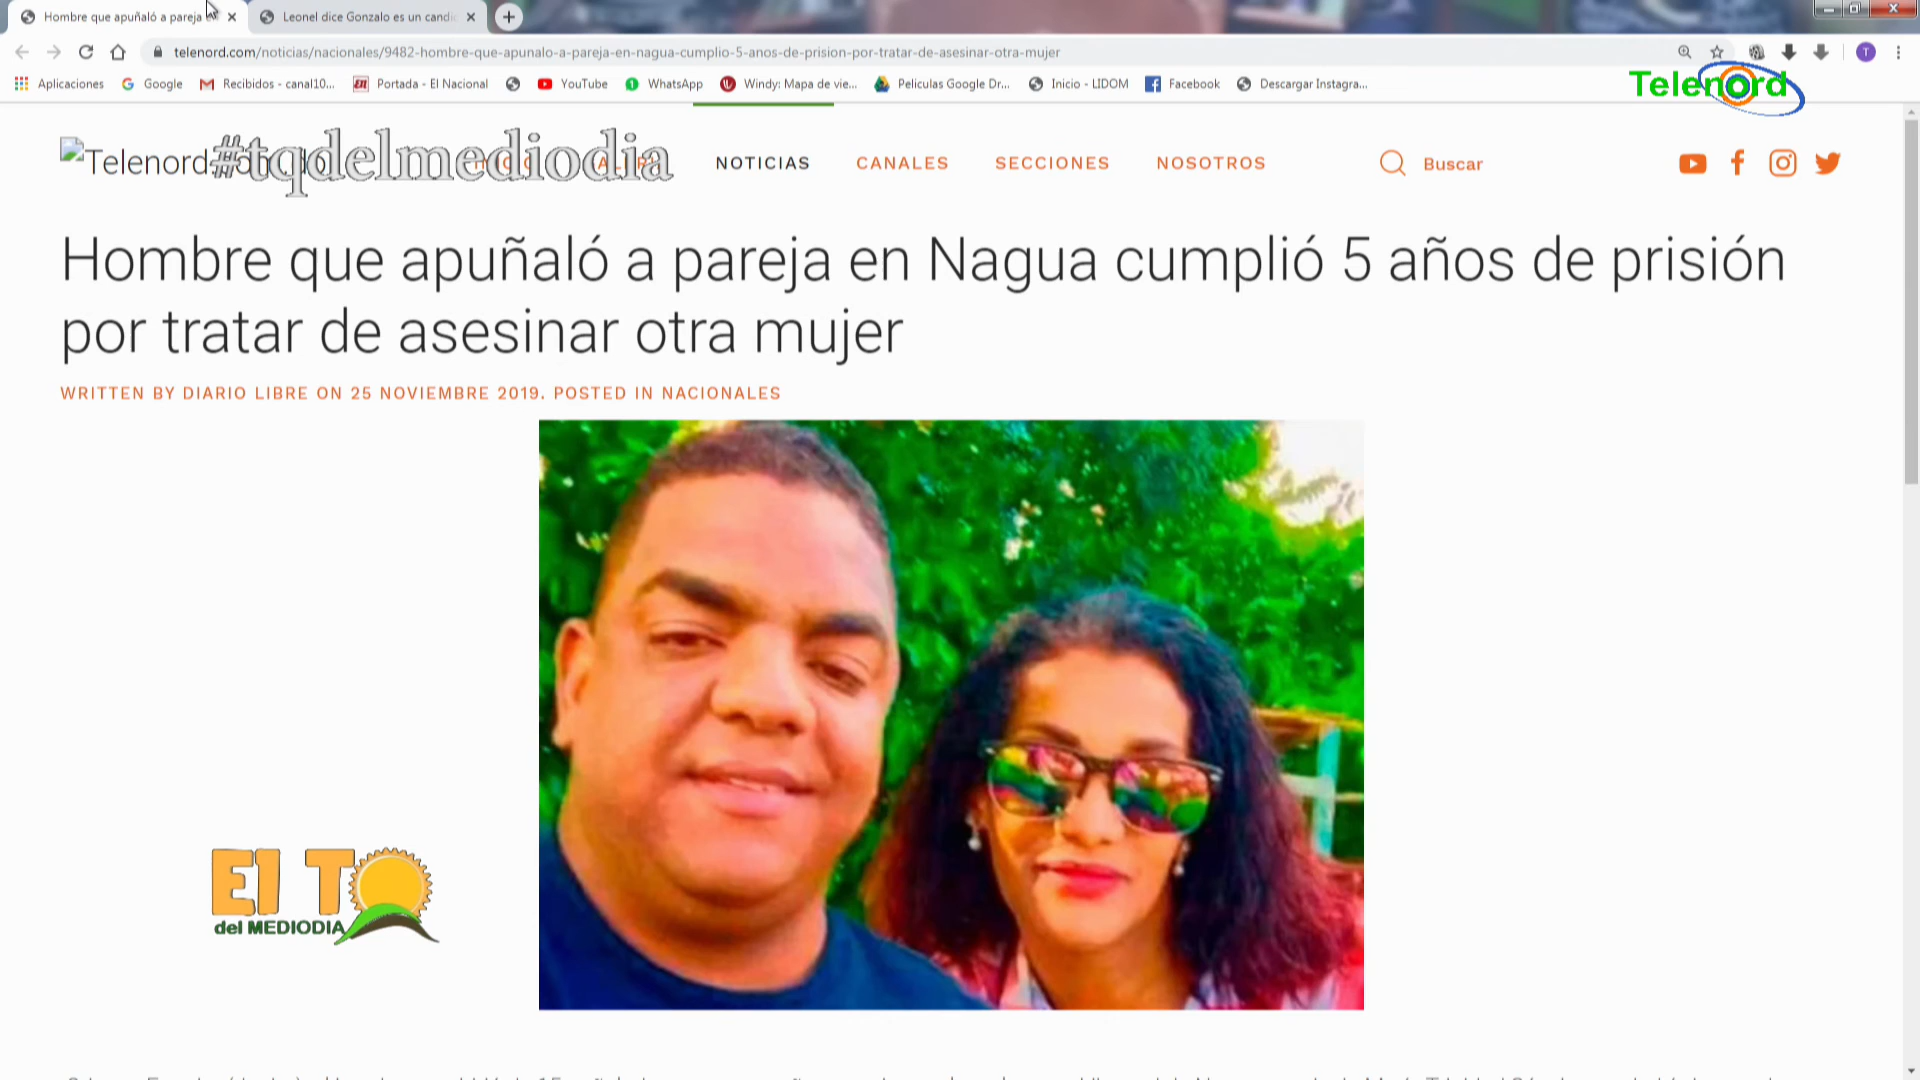 Hombre que apuñaló a pareja
Leonel dice Gonzalo es un candi
telenord.com/noticias/nacionales/9482-hombre-que-apunalo-a-pareja-en-nagua-cumplio-5-anos-de-prision-por-tratar-de-asesinar-otra-mujer
T
Aplicaciones Google Recibidos - canal10... Portada - El Nacional YouTube WhatsApp Windy: Mapa de vie... Peliculas Google Dr... Inicio - LIDOM Facebook Descargar Instagra...
Telenord
Telenord
#tqdelmediodia
NOTICIAS CANALES SECCIONES NOSOTROS Buscar
Hombre que apuñaló a pareja en Nagua cumplió 5 años de prisión
por tratar de asesinar otra mujer
WRITTEN BY DIARIO LIBRE ON 25 NOVIEMBRE 2019. POSTED IN NACIONALES
El TO
del MEDIODIA